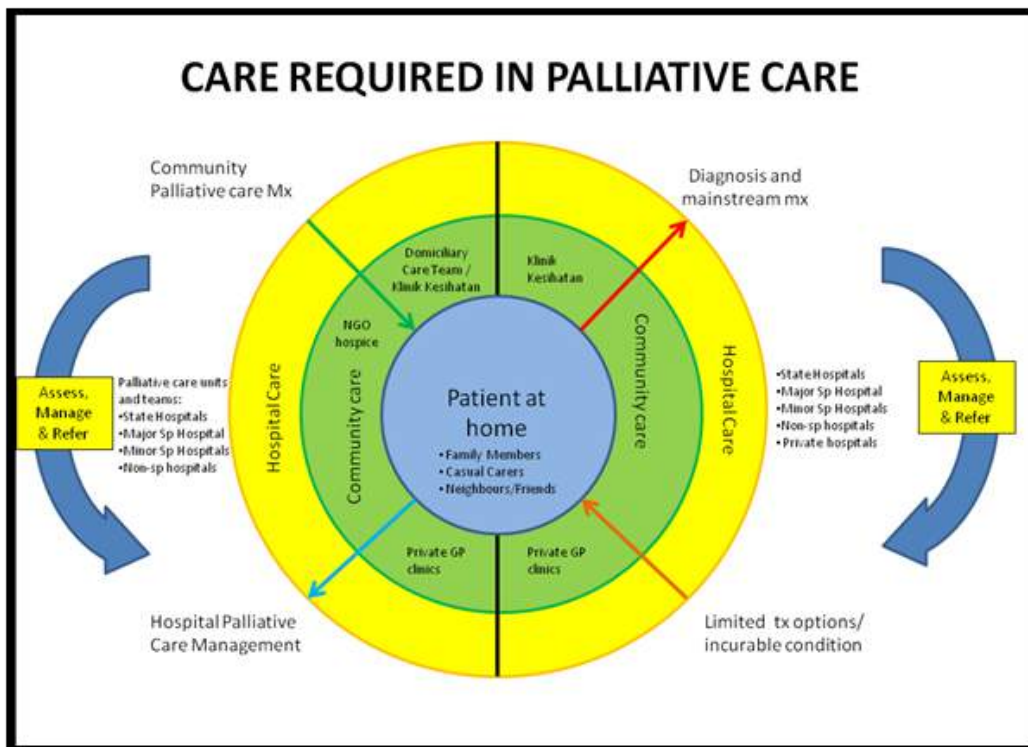 CARE REQUIRED IN PALLIATIVE CARE
Community
Palliative care Mx
Diagnosis and
mainstream mx
Domiciliary
Care Team /
Klinik Kesihatan
Klinik
Kesihatan
NGO
hospice
Hospital Care
Community care
Community care
Hospital Care
Assess,
Manage
& Refer
Palliative care units
and teams:
•State Hospitals
•Major Sp Hospital
•Minor Sp Hospitals
•Non-sp hospitals
Patient at
home
•Family Members
•Casual Carers
•Neighbours/Friends
•State Hospitals
•Major Sp Hospital
•Minor Sp Hospitals
•Non-sp hospitals
•Private hospitals
Assess,
Manage
& Refer
Private GP
clinics
Private GP
clinics
Hospital Palliative
Care Management
Limited tx options/
incurable condition